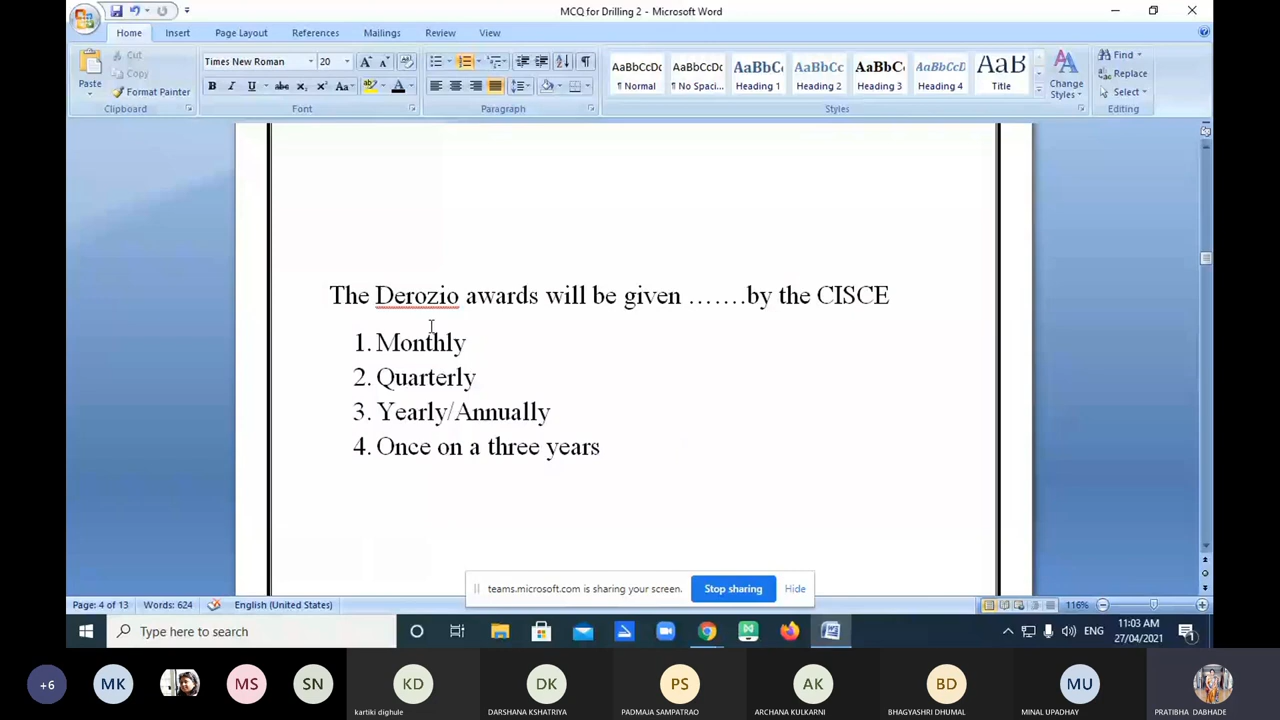 MCQ for Drilling 2 - Microsoft Word
Home Insert Page Layout References Mailings Review View
Paste Cut Copy Format Painter
Times New Roman 20
AaBbCcDc AaBbCcDc AaBbC AaBbCc AaBbCc AaBbCcD AaB
¶ Normal ¶ No Spaci... Heading 1 Heading 2 Heading 3 Heading 4 Title
Change Styles
Find Replace Select
Clipboard Font Paragraph Styles Editing
The Derozio awards will be given …….by the CISCE
1. Monthly
2. Quarterly
3. Yearly/Annually
4. Once on a three years
teams.microsoft.com is sharing your screen. Stop sharing Hide
Page: 4 of 13 Words: 624 English (United States) 116%
Type here to search ENG 11:03 AM
27/04/2021
+6 MK MS SN KD DK PS AK BD MU
kartiki dighule DARSHANA KSHATRIYA PADMAJA SAMPATRAO ARCHANA KULKARNI BHAGYASHRI DHUMAL MINAL UPADHAY PRATIBHA DABHADE